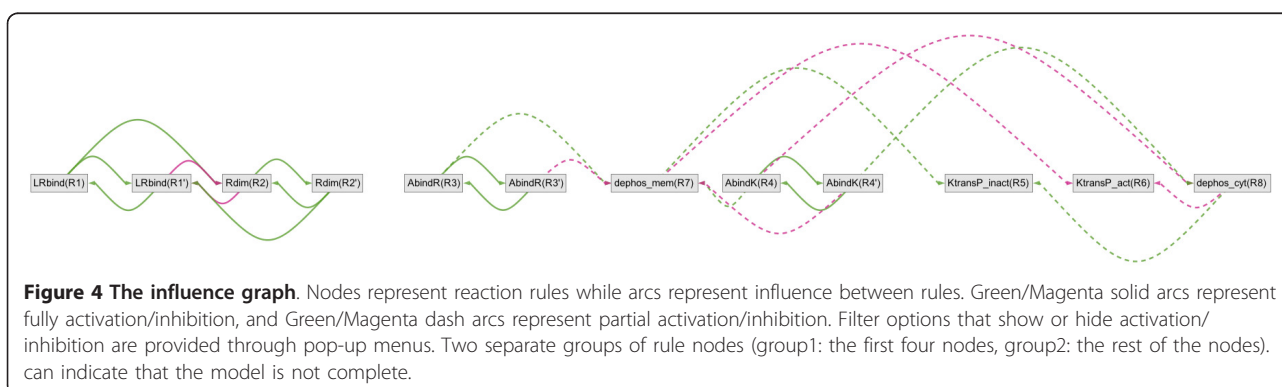 LRbind(R1) LRbind(R1') Rdim(R2) Rdim(R2') AbindR(R3) AbindR(R3') dephos_mem(R7) AbindK(R4) AbindK(R4') KtransP_inact(R5) KtransP_act(R6) dephos_cyt(R8)
Figure 4 The influence graph. Nodes represent reaction rules while arcs represent influence between rules. Green/Magenta solid arcs represent
fully activation/inhibition, and Green/Magenta dash arcs represent partial activation/inhibition. Filter options that show or hide activation/
inhibition are provided through pop-up menus. Two separate groups of rule nodes (group1: the first four nodes, group2: the rest of the nodes).
can indicate that the model is not complete.